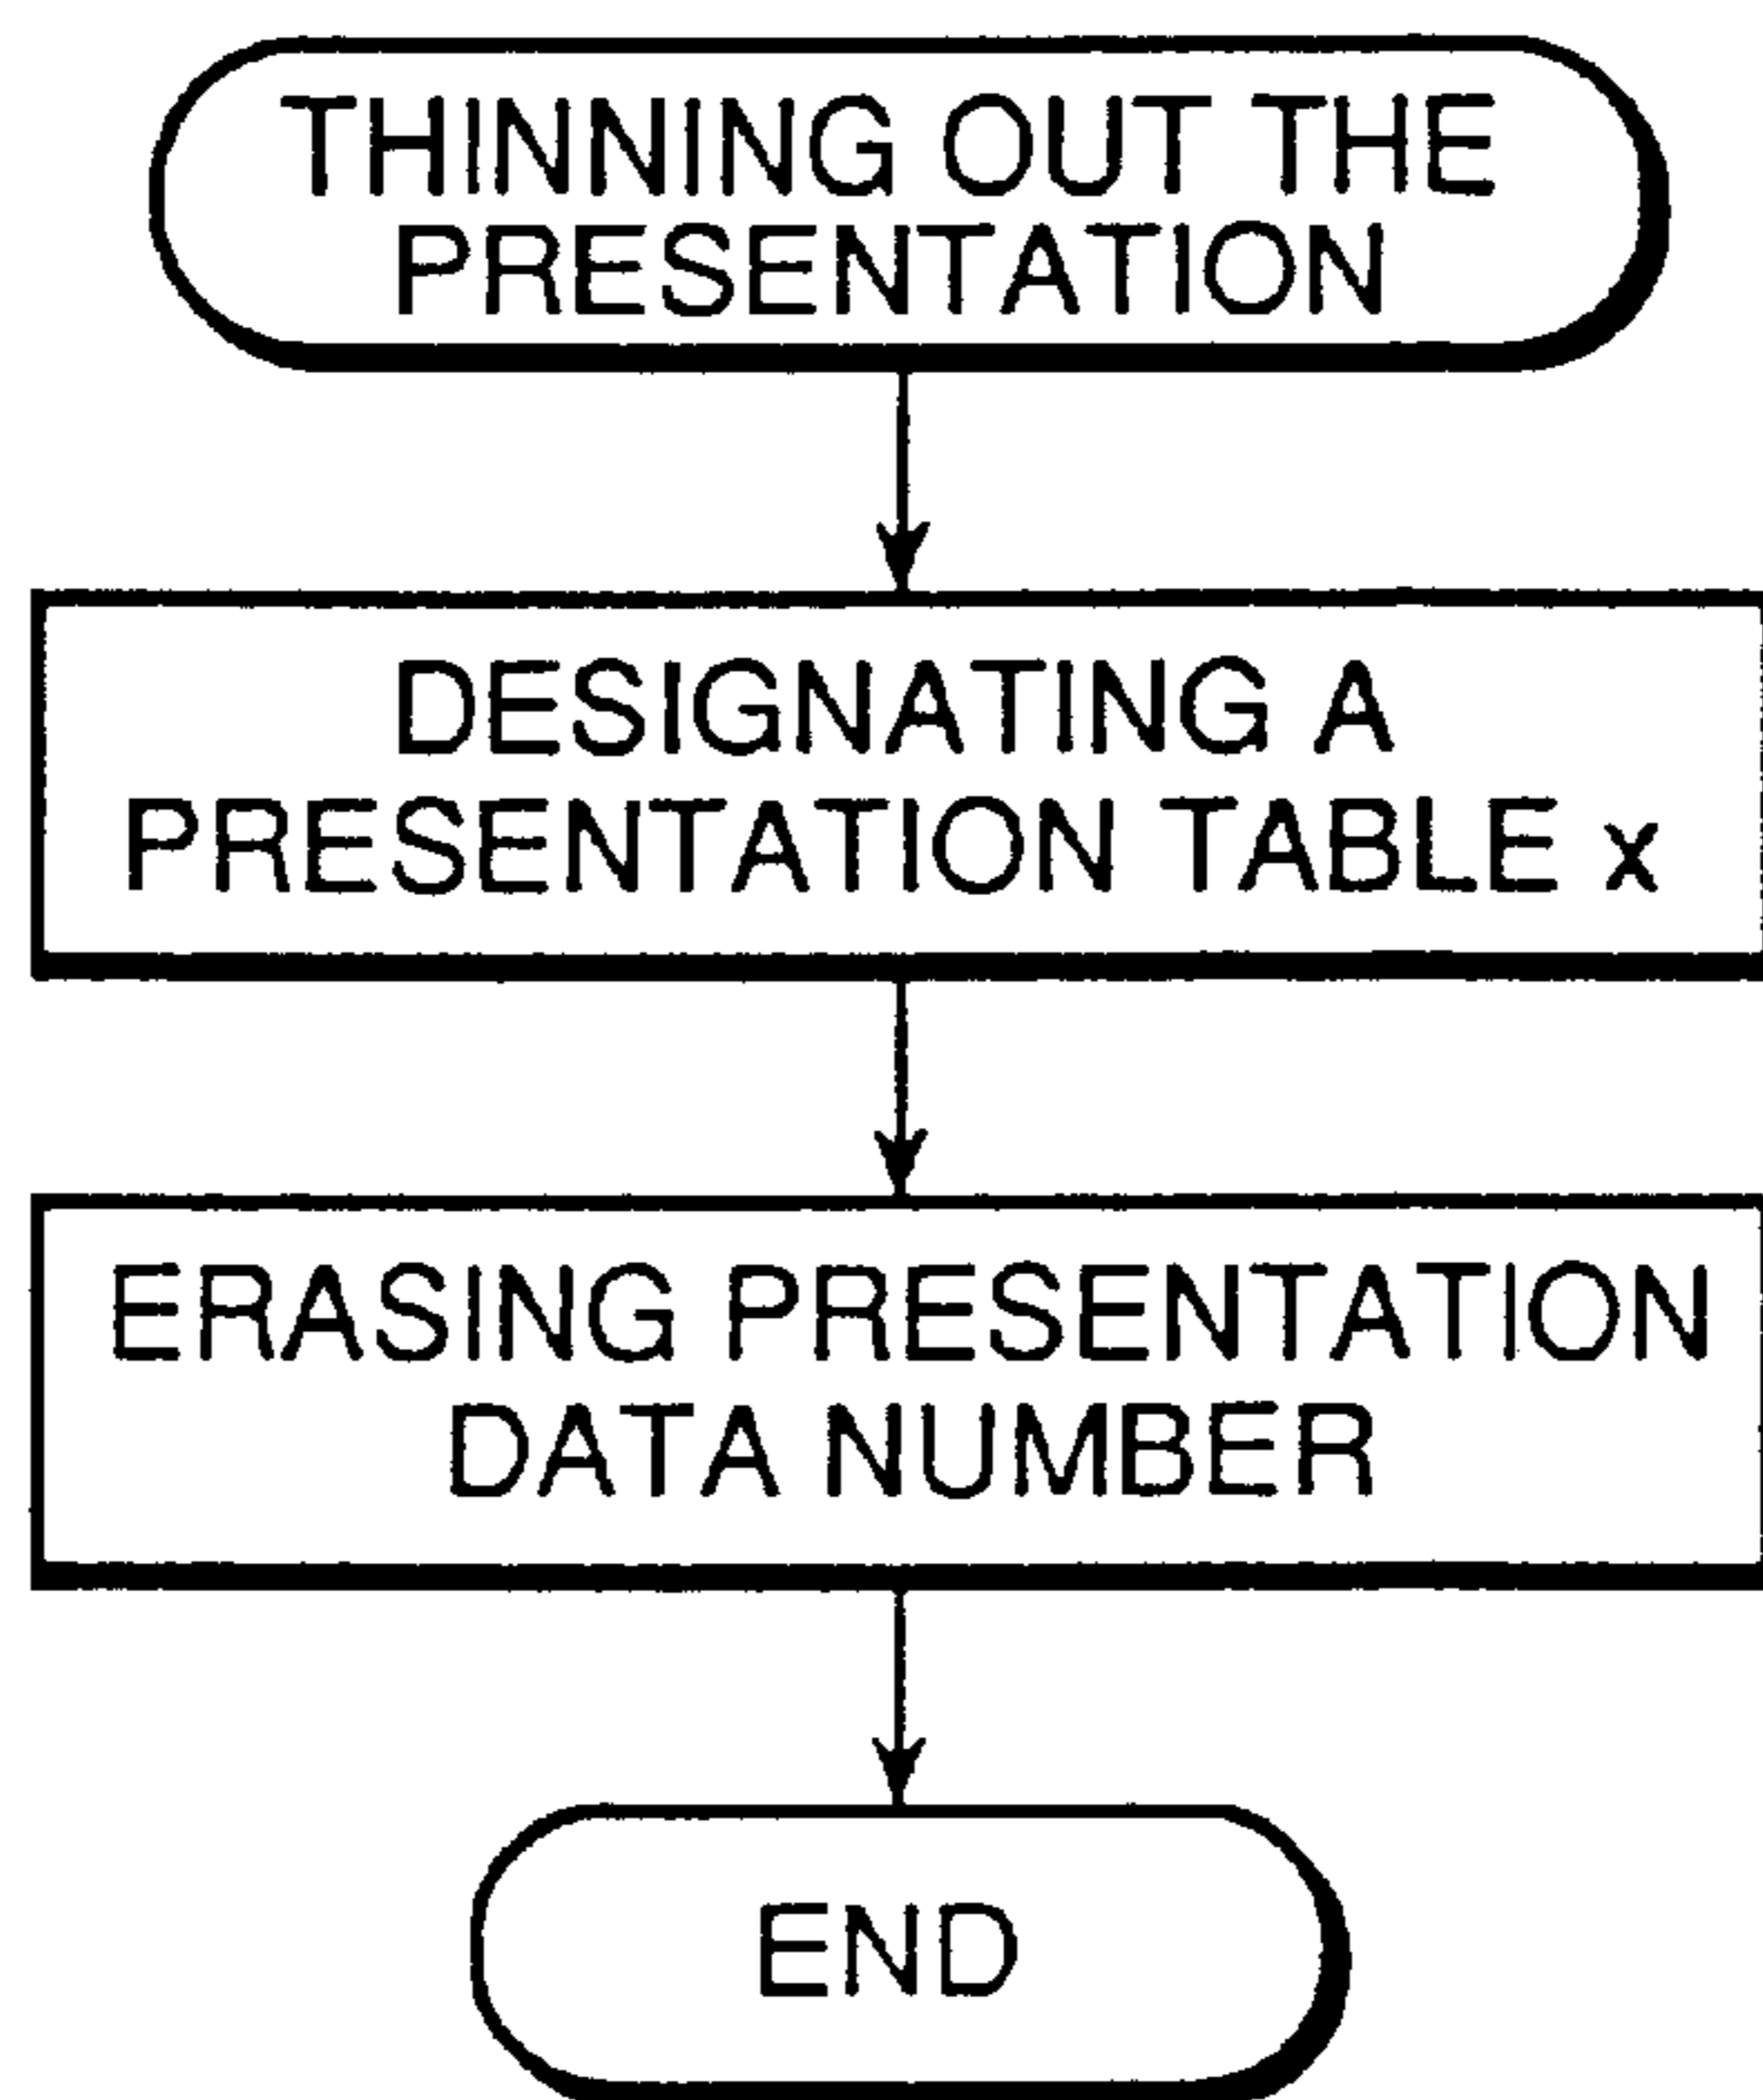 THINNING OUT THE
PRESENTATION
DESIGNATING A
PRESENTATION TABLE x
ERASING PRESENTATION
DATA NUMBER
END